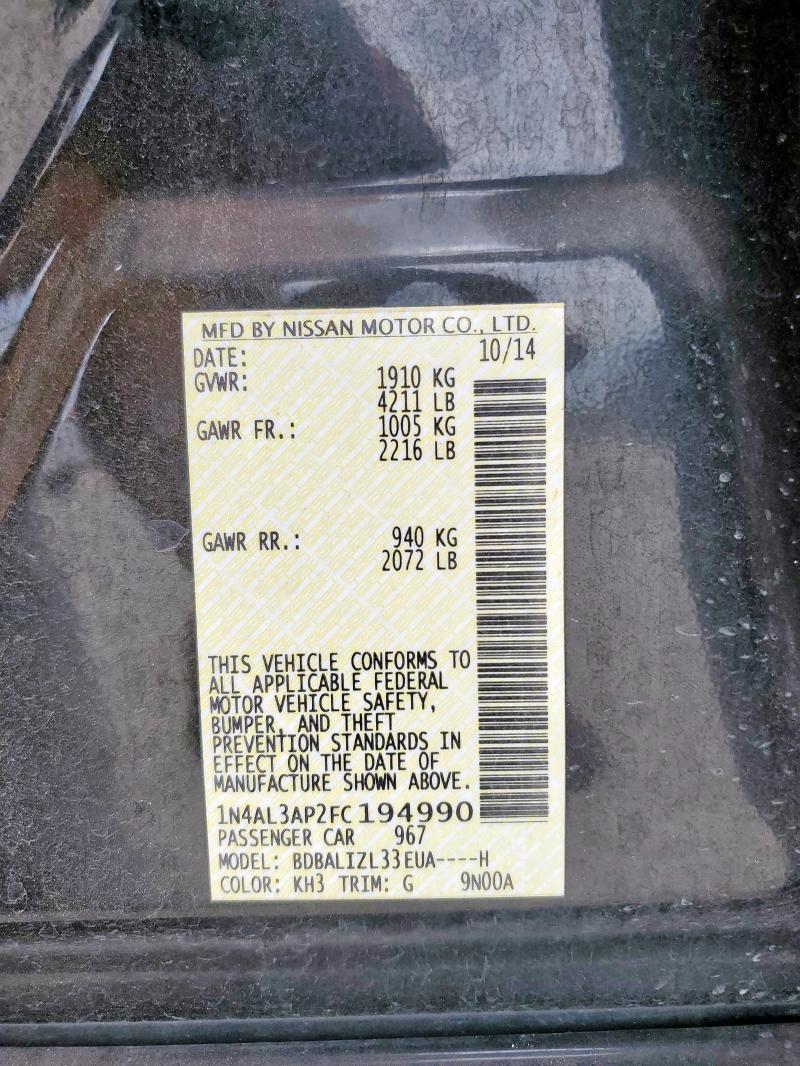 MFD BY NISSAN MOTOR CO., LTD.
DATE: 10/14
GVWR: 1910 KG
4211 LB
GAWR FR.: 1005 KG
2216 LB
GAWR RR.: 940 KG
2072 LB
THIS VEHICLE CONFORMS TO
ALL APPLICABLE FEDERAL
MOTOR VEHICLE SAFETY,
BUMPER, AND THEFT
PREVENTION STANDARDS IN
EFFECT ON THE DATE OF
MANUFACTURE SHOWN ABOVE.
1N4AL3AP2FC194990
PASSENGER CAR 967
MODEL: BDBALIZL33EUA----H
COLOR: KH3 TRIM: G 9N00A